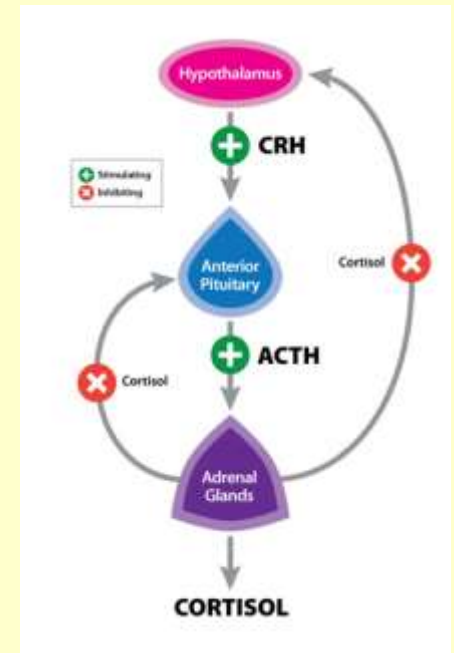 Hypothalamus
CRH
Stimulating
Inhibiting
Anterior
Pituitary
Cortisol
ACTH
Cortisol
Adrenal
Glands
CORTISOL